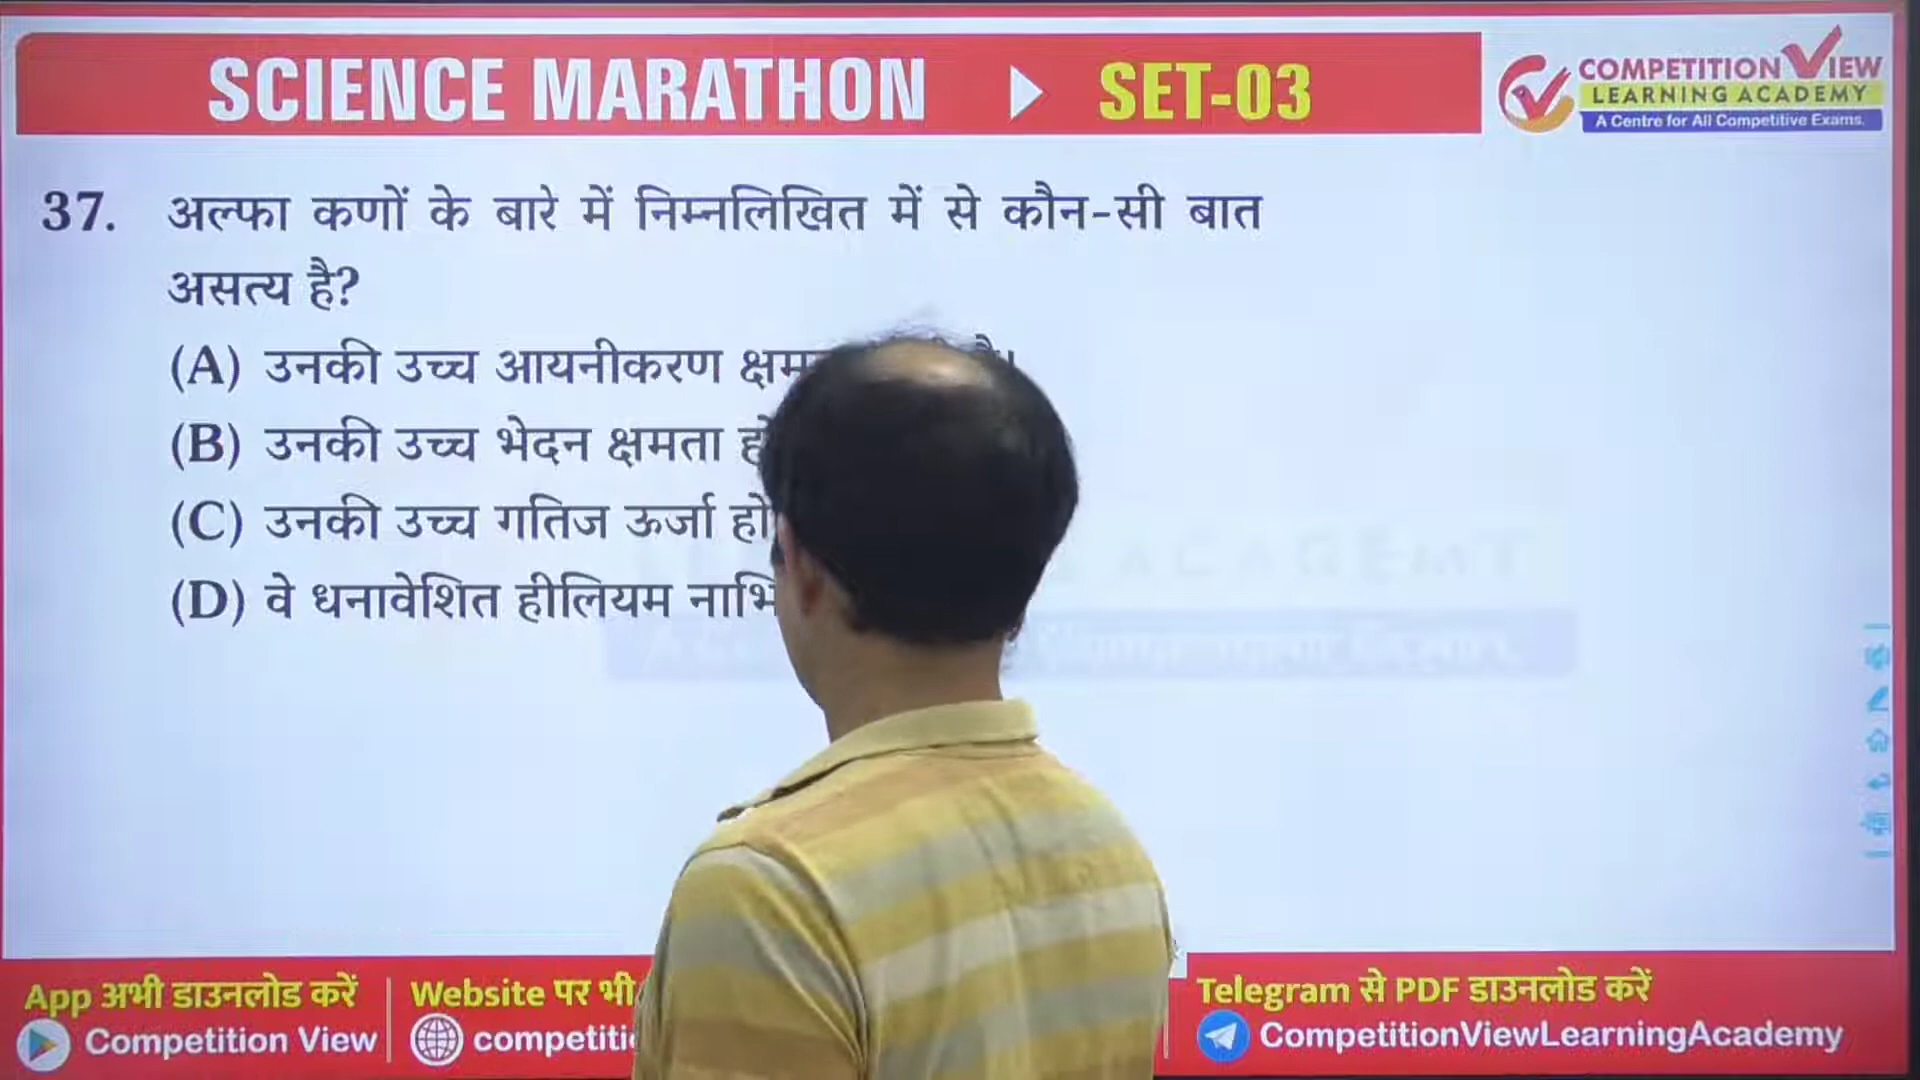 SCIENCE MARATHON ▶ SET-03
COMPETITION VIEW
LEARNING ACADEMY
A Centre for All Competitive Exams.
37. अल्फा कणों के बारे में निम्नलिखित में से कौन-सी बात
असत्य है?
(A) उनकी उच्च आयनीकरण
(B) उनकी उच्च भेदन क्षमता
(C) उनकी उच्च गतिज ऊर्जा
(D) वे धनावेशित हीलियम
ACADEMY
App अभी डाउनलोड करें
Competition View
Website पर भी
Telegram से PDF डाउनलोड करें
CompetitionViewLearningAcademy